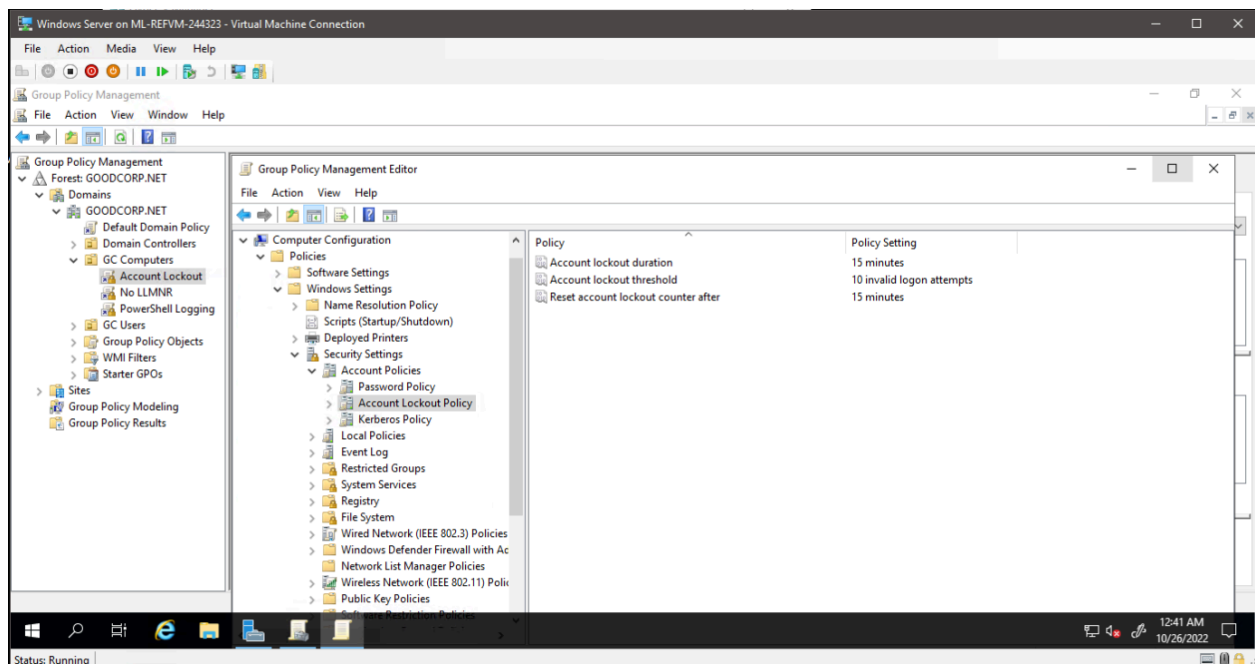 Windows Server on ML-REFVM-244323 - Virtual Machine Connection
File Action Media View Help
Group Policy Management
File Action View Window Help
Group Policy Management
Forest: GOODCORP.NET
Domains
GOODCORP.NET
Default Domain Policy
Domain Controllers
GC Computers
Account Lockout
No LLMNR
PowerShell Logging
GC Users
Group Policy Objects
WMI Filters
Starter GPOs
Sites
Group Policy Modeling
Group Policy Results
Group Policy Management Editor
File Action View Help
Computer Configuration
Policies
Software Settings
Windows Settings
Name Resolution Policy
Scripts (Startup/Shutdown)
Deployed Printers
Security Settings
Account Policies
Password Policy
Account Lockout Policy
Kerberos Policy
Local Policies
Event Log
Restricted Groups
System Services
Registry
File System
Wired Network (IEEE 802.3) Policies
Windows Defender Firewall with Ad
Network List Manager Policies
Wireless Network (IEEE 802.11) Polic
Public Key Policies
Software Restriction Policies
Policy Policy Setting
Account lockout duration 15 minutes
Account lockout threshold 10 invalid logon attempts
Reset account lockout counter after 15 minutes
12:41 AM
10/26/2022
Status: Running